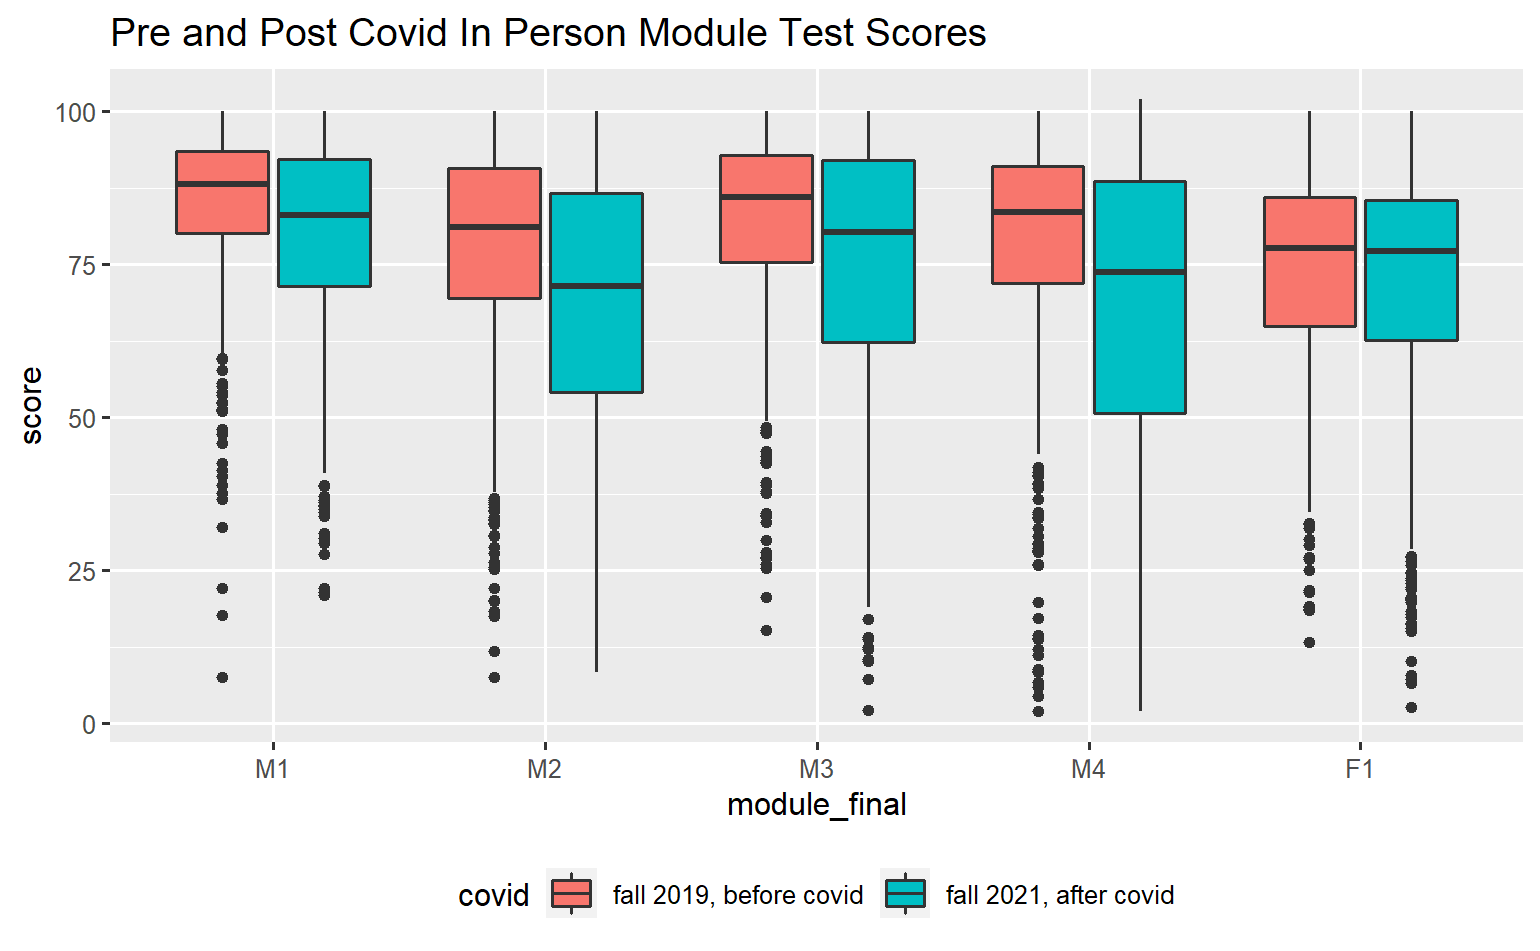 Pre and Post Covid In Person Module Test Scores
score
100
75
50
25
0
M1 M2 M3 M4 F1
module_final
covid fall 2019, before covid fall 2021, after covid